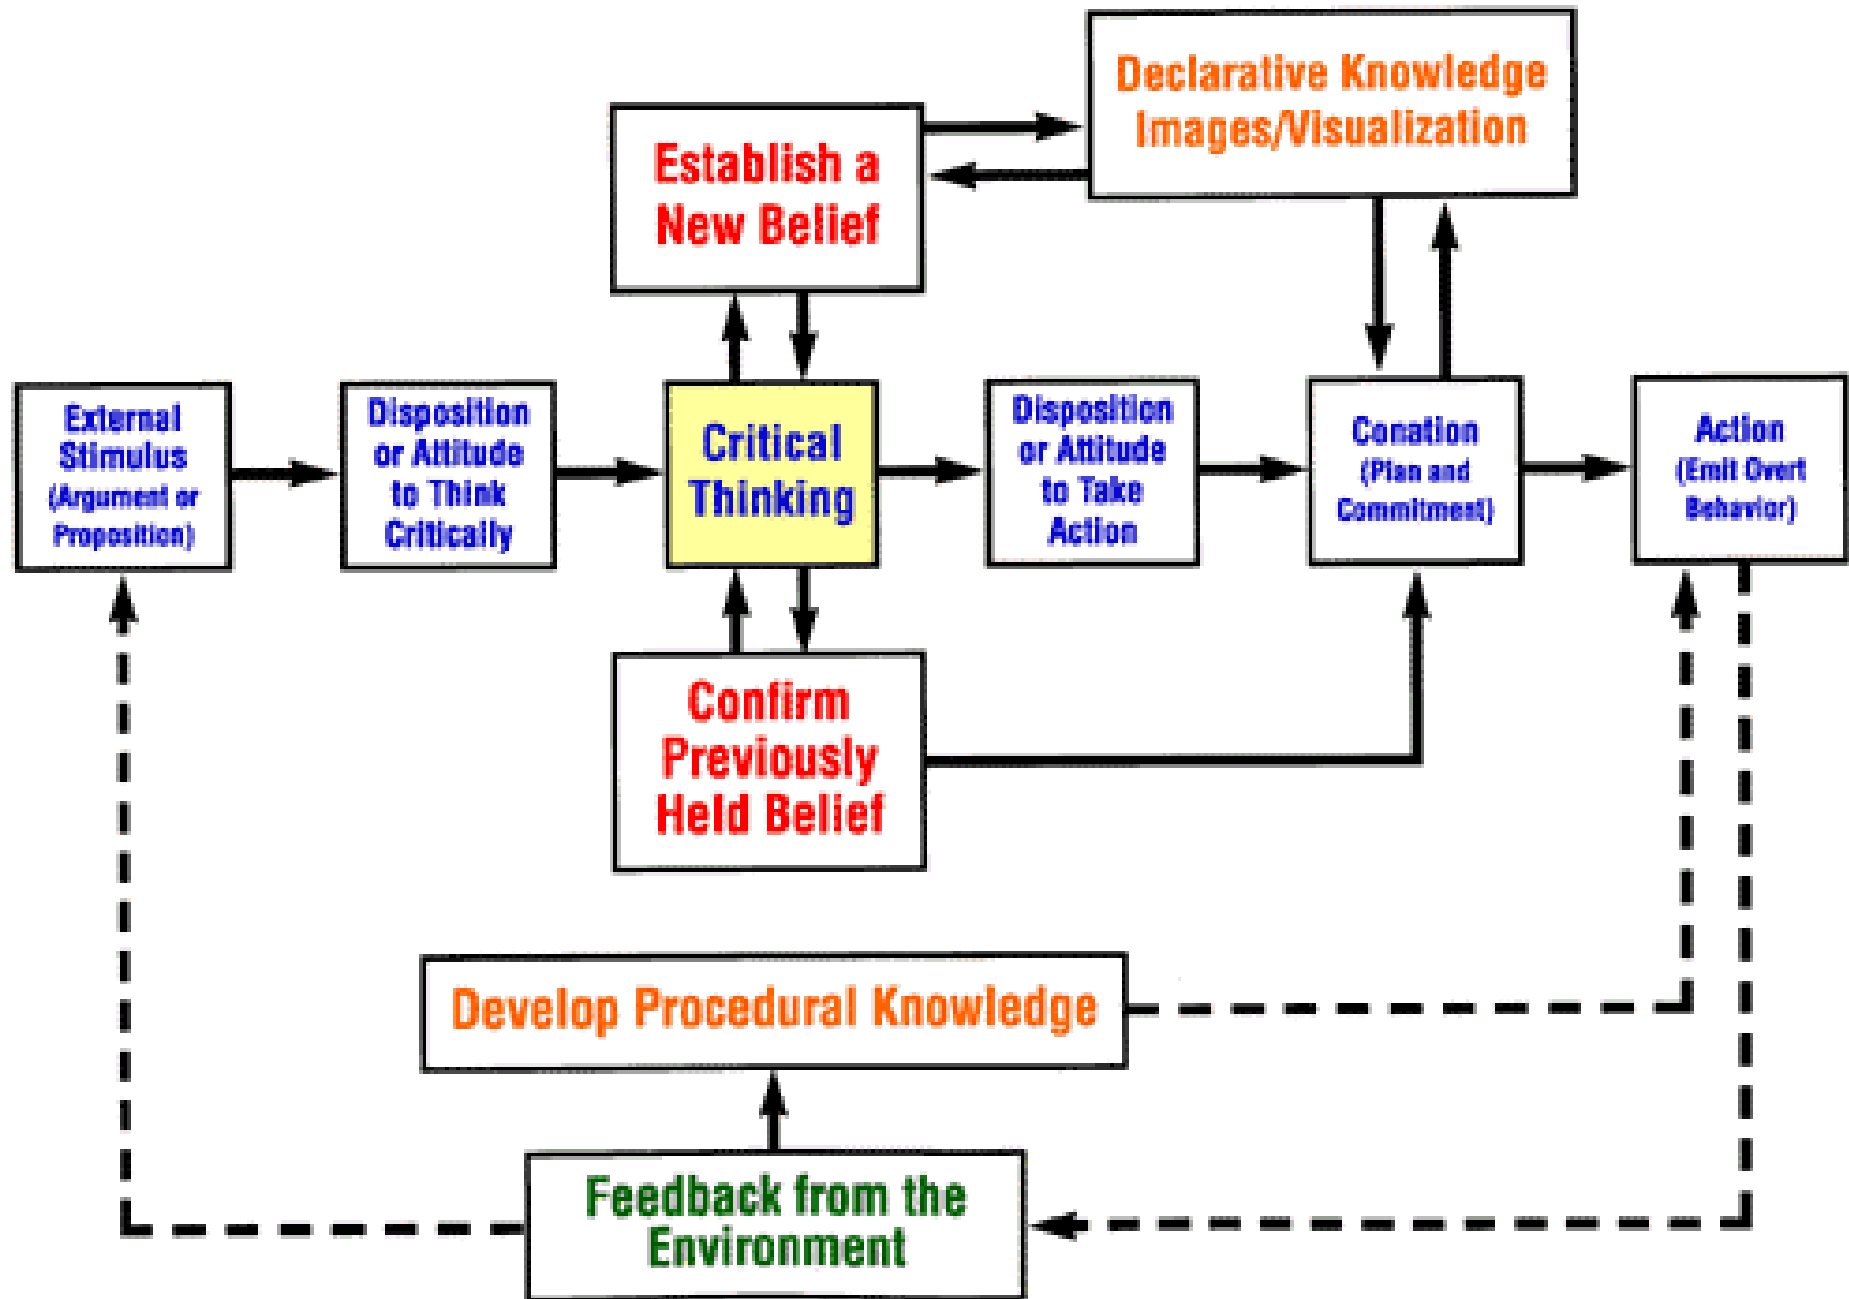 Declarative Knowledge
Images/Visualization
Establish a
New Belief
External
Stimulus
(Argument or
Proposition)
Disposition
or Attitude
to Think
Critically
Critical
Thinking
Disposition
or Attitude
to Take
Action
Conation
(Plan and
Commitment)
Action
(Emit Overt
Behavior)
Confirm
Previously
Held Belief
Develop Procedural Knowledge
Feedback from the
Environment